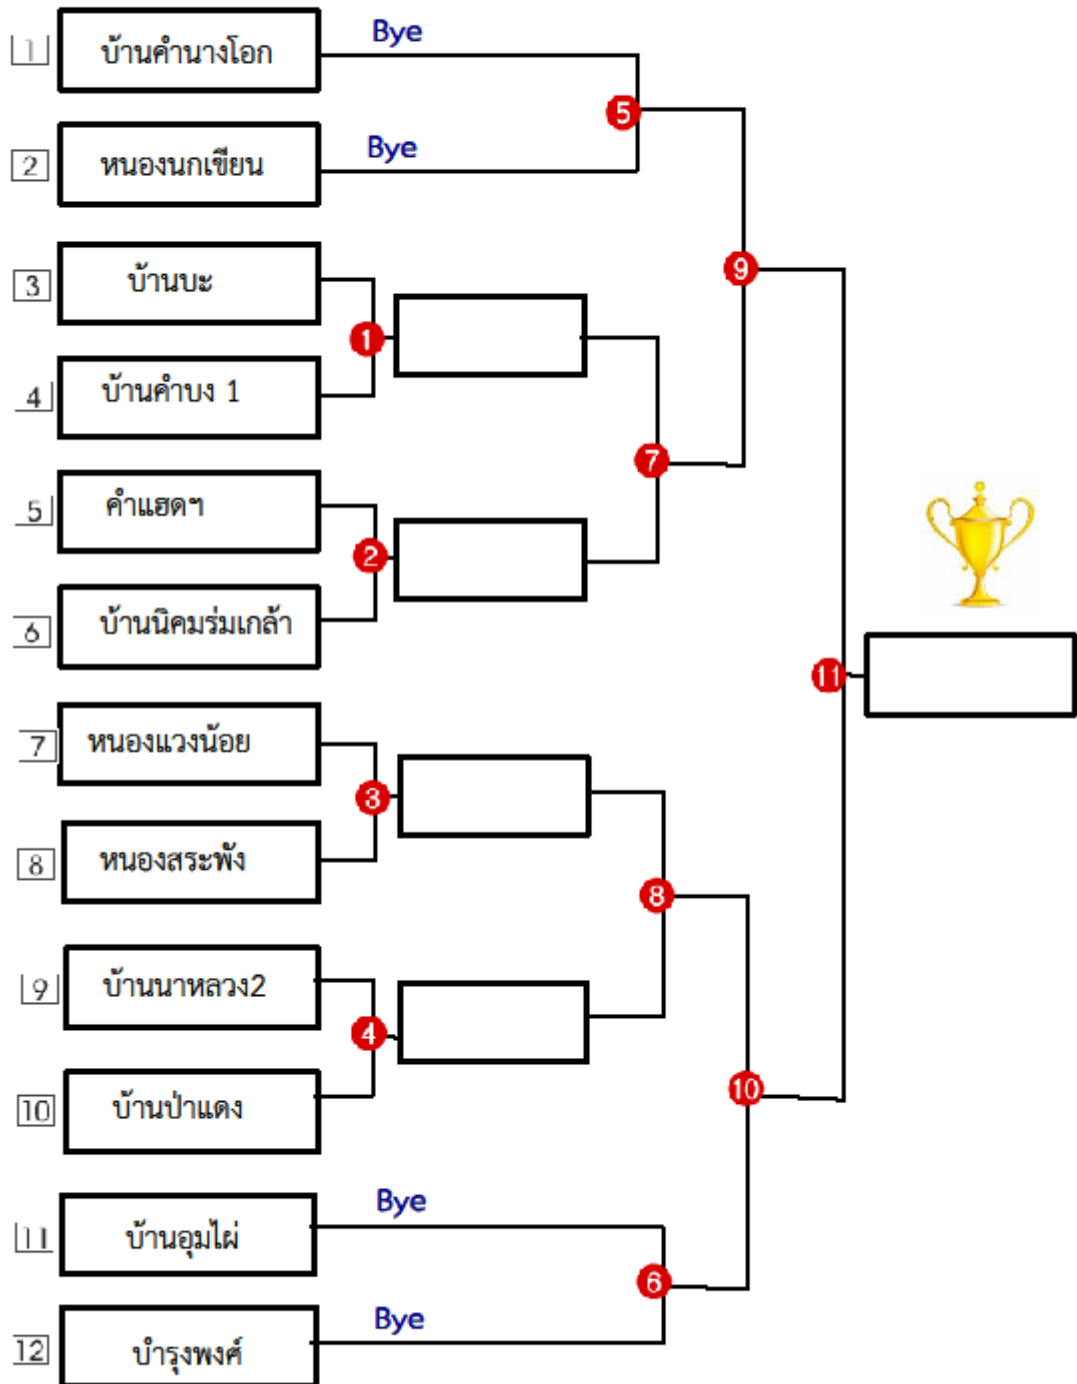 1 บ้านคำนางโอก Bye
5
2 หนองนกเขียน Bye
9
3 บ้านบะ
1
4 บ้านคำบง 1
7
5 คำแฮดฯ
2
6 บ้านนิคมร่มเกล้า
11
7 หนองแวงน้อย
3
8 หนองสระพัง
8
9 บ้านนาหลวง2
4
10 บ้านป่าแดง
10
11 บ้านอุมไผ่ Bye
6
12 บำรุงพงศ์ Bye